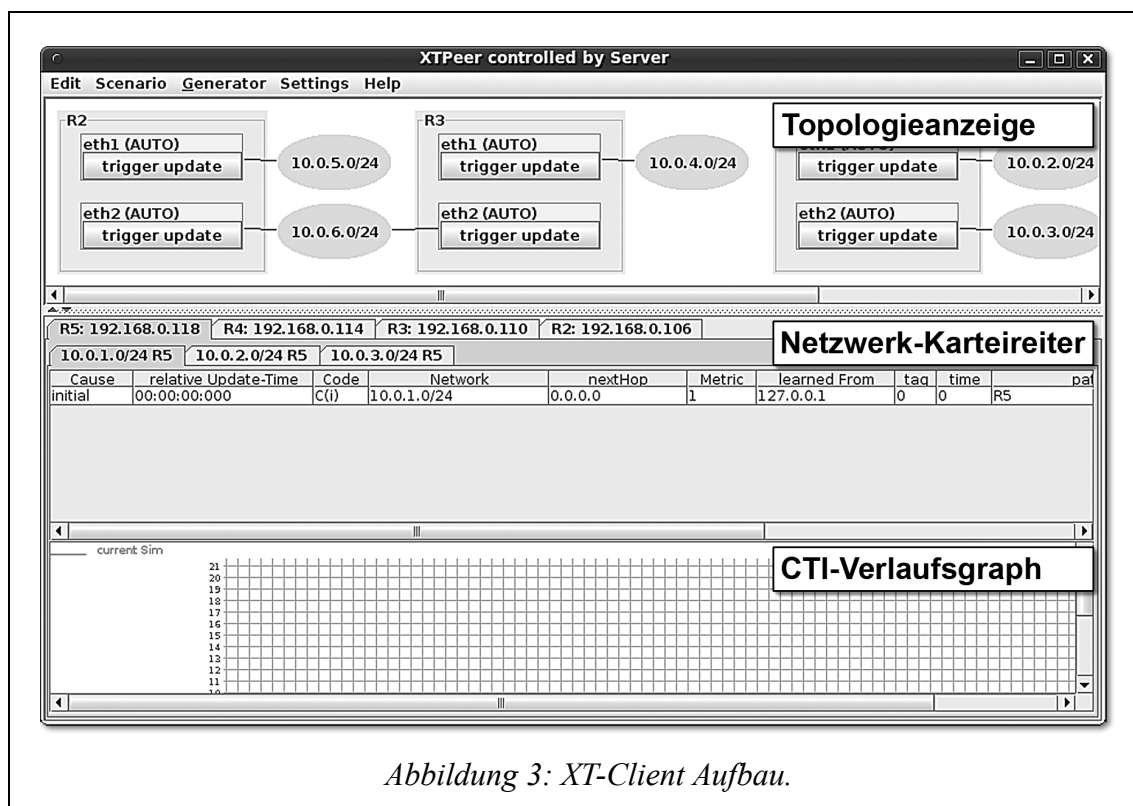 XTPeer controlled by Server
Edit Scenario Generator Settings Help
Topologieanzeige
R2 R3
eth1 (AUTO) eth1 (AUTO)
trigger update 10.0.5.0/24 trigger update 10.0.4.0/24 trigger update 10.0.2.0/24
eth2 (AUTO) eth2 (AUTO) eth2 (AUTO)
trigger update 10.0.6.0/24 trigger update trigger update 10.0.3.0/24
R5: 192.168.0.118 R4: 192.168.0.114 R3: 192.168.0.110 R2: 192.168.0.106
Netzwerk-Karteireiter
10.0.1.0/24 R5 10.0.2.0/24 R5 10.0.3.0/24 R5
Cause relative Update-Time Code Network nextHop Metric learned From tag time pat
initial 00:00:00:000 C(i) 10.0.1.0/24 0.0.0.0 1 127.0.0.1 0 0 R5
current Sim
CTI-Verlaufsgraph
21
20
19
18
17
16
15
14
13
12
11
Abbildung 3: XT-Client Aufbau.